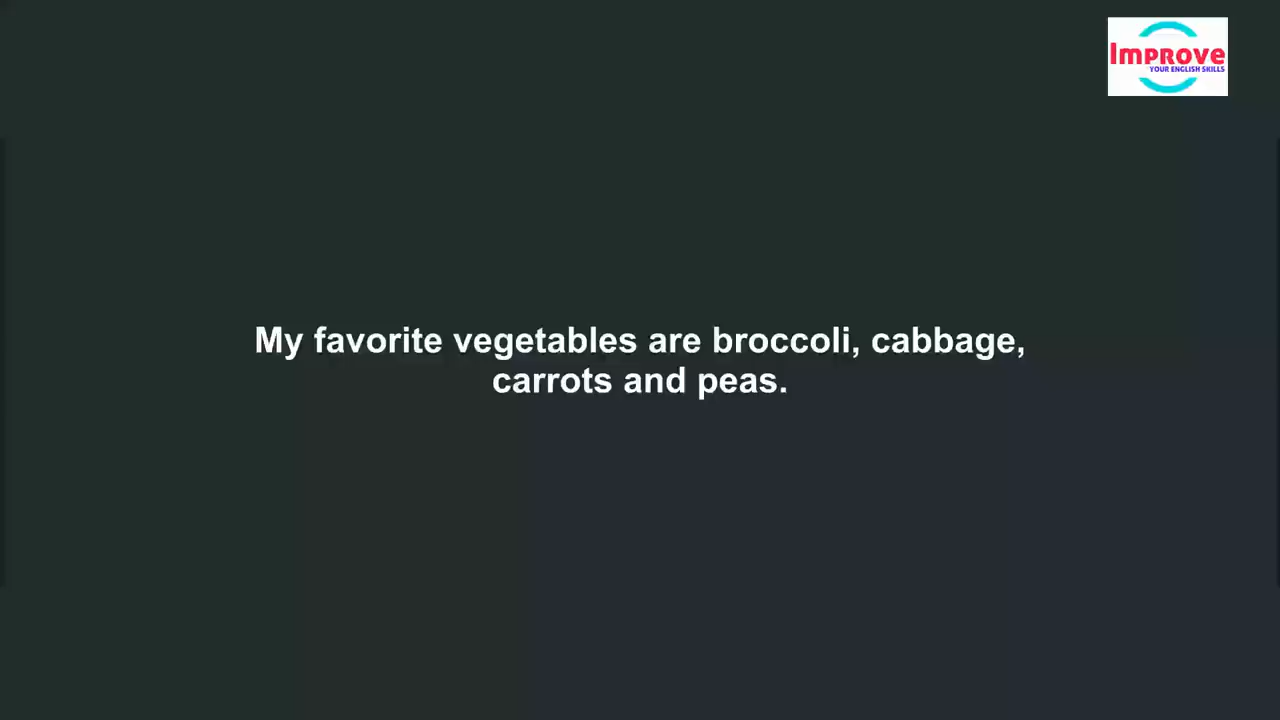 Improve
YOUR ENGLISH SKILLS
My favorite vegetables are broccoli, cabbage,
carrots and peas.